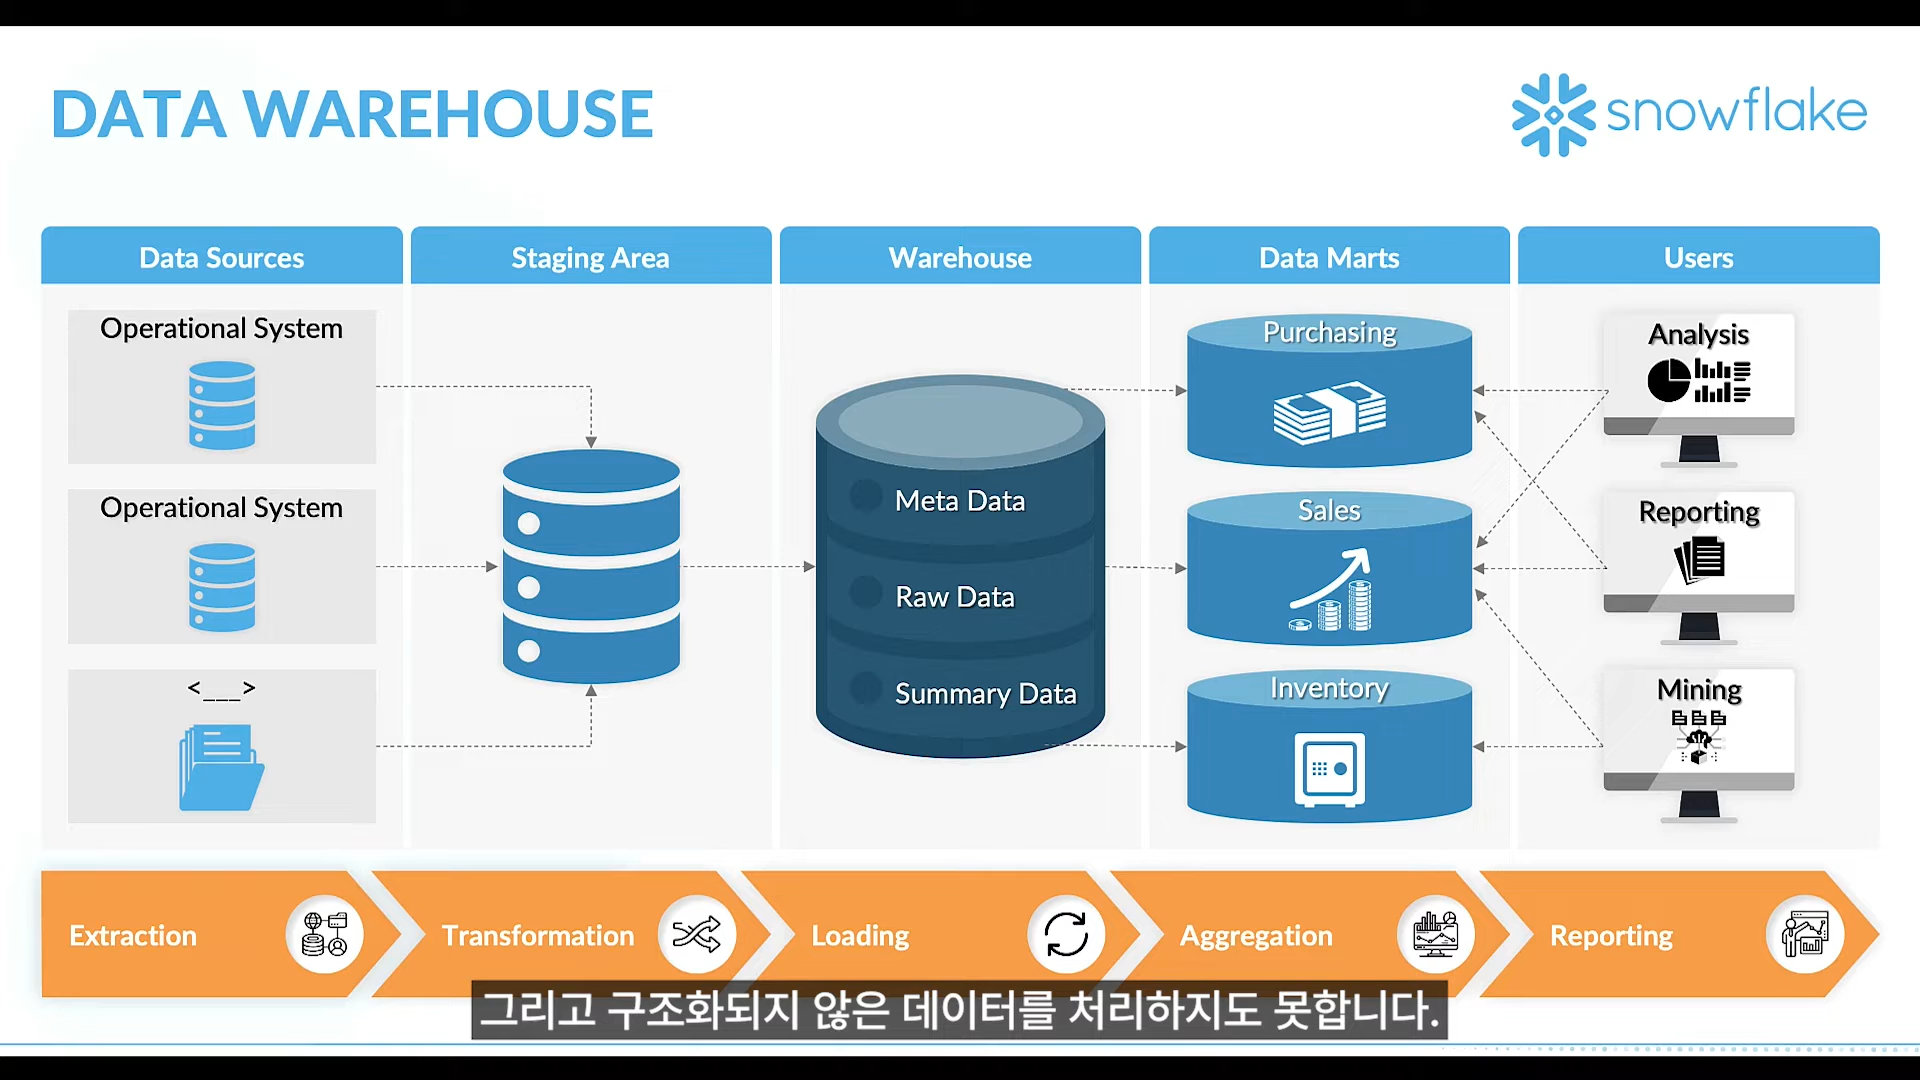 DATA WAREHOUSE
snowflake
Data Sources
Staging Area
Warehouse
Data Marts
Users
Operational System
Operational System
<___>
Meta Data
Raw Data
Summary Data
Purchasing
Sales
Inventory
Analysis
Reporting
Mining
Extraction
Transformation
Loading
Aggregation
Reporting
그리고 구조화되지 않은 데이터를 처리하지도 못합니다.